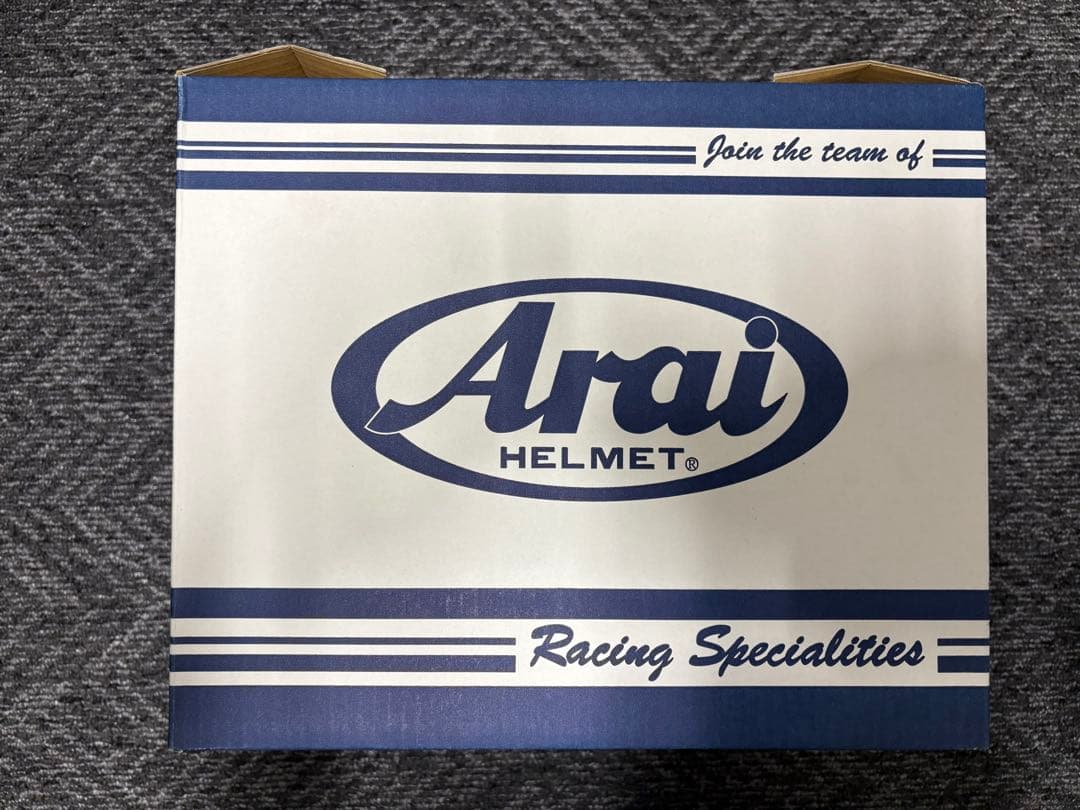 Join the team of
Arai
HELMET®
Racing Specialities